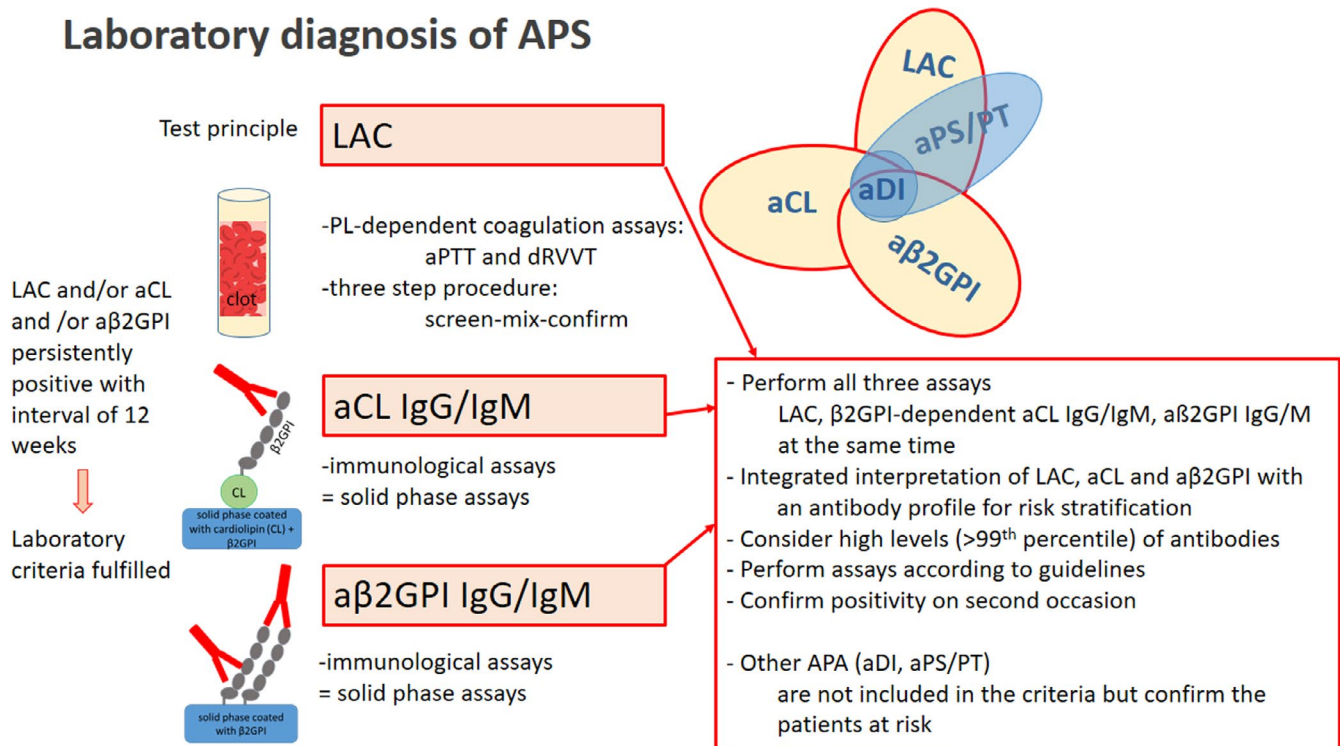 Laboratory diagnosis of APS
Test principle
LAC
-PL-dependent coagulation assays:
aPTT and dRVVT
-three step procedure:
screen-mix-confirm
clot
LAC and/or aCL
and /or aβ2GPI
persistently
positive with
interval of 12
weeks
Laboratory
criteria fulfilled
aCL IgG/IgM
-immunological assays
= solid phase assays
β2GPI
CL
solid phase coated
with cardiolipin (CL) +
β2GPI
aβ2GPI IgG/IgM
-immunological assays
= solid phase assays
solid phase coated
with β2GPI
LAC
aPS/PT
aCL
aDI
aβ2GPI
- Perform all three assays
LAC, β2GPI-dependent aCL IgG/IgM, aß2GPI IgG/M
at the same time
- Integrated interpretation of LAC, aCL and aβ2GPI with
an antibody profile for risk stratification
- Consider high levels (>99th percentile) of antibodies
- Perform assays according to guidelines
- Confirm positivity on second occasion
- Other APA (aDI, aPS/PT)
are not included in the criteria but confirm the
patients at risk